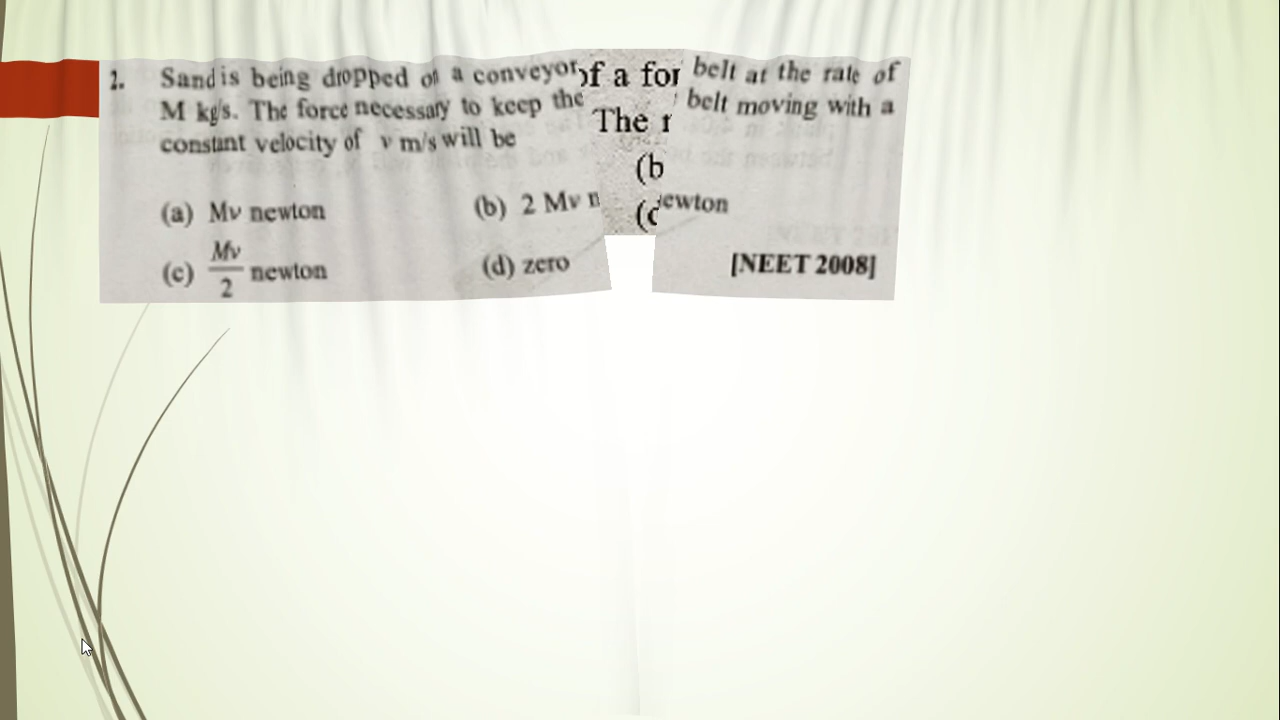 2. Sand is being dropped on a conveyor of a for belt at the rate of
M kg/s. The force necessary to keep the belt moving with a
The r
constant velocity of v m/s will be
(b
(a) Mv newton (b) 2 Mv n (c ewton
(c) Mv/2 newton (d) zero [NEET 2008]